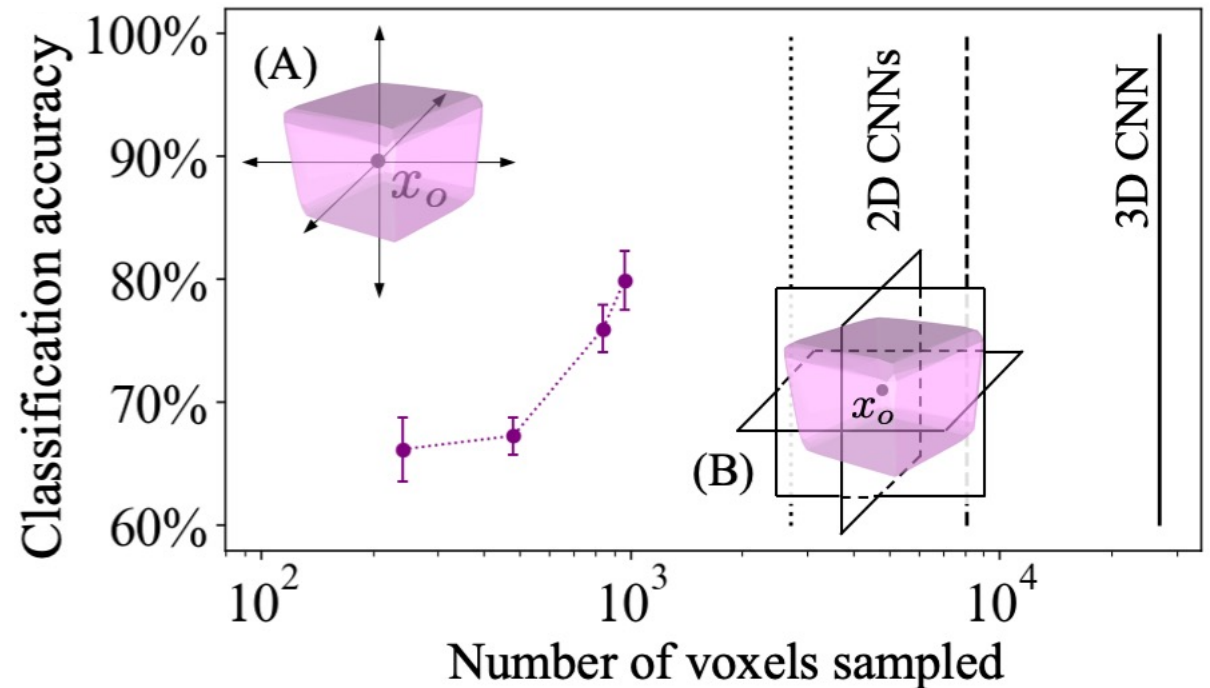 Classification accuracy
100%
90%
80%
70%
60%
(A)
x_o
2D CNNs
3D CNN
(B)
x_o
10^2
10^3
10^4
Number of voxels sampled